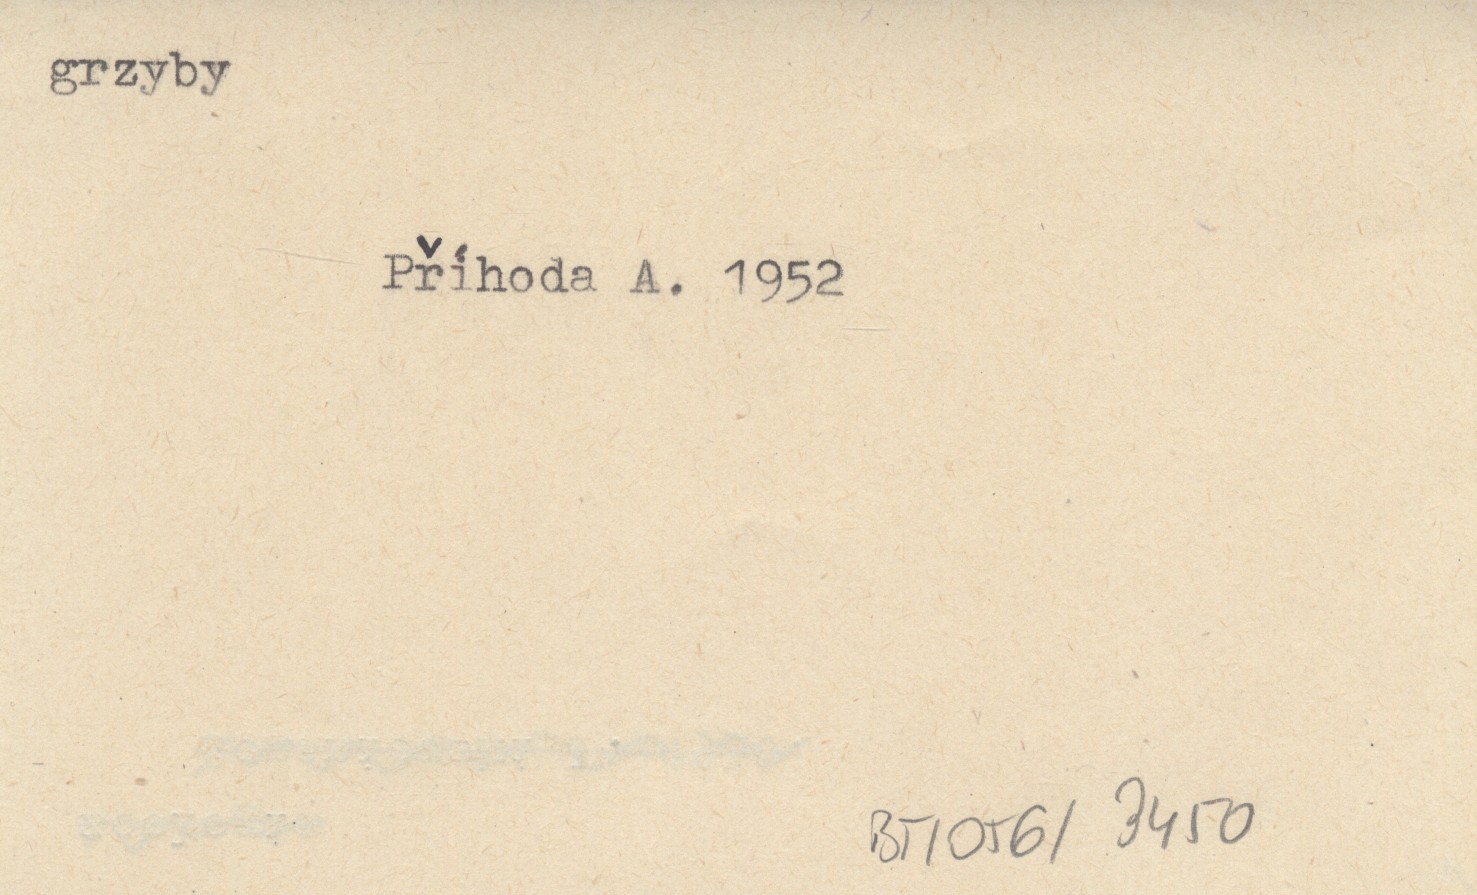 grzyby
Příhoda A. 1952
BT/056/ 3450